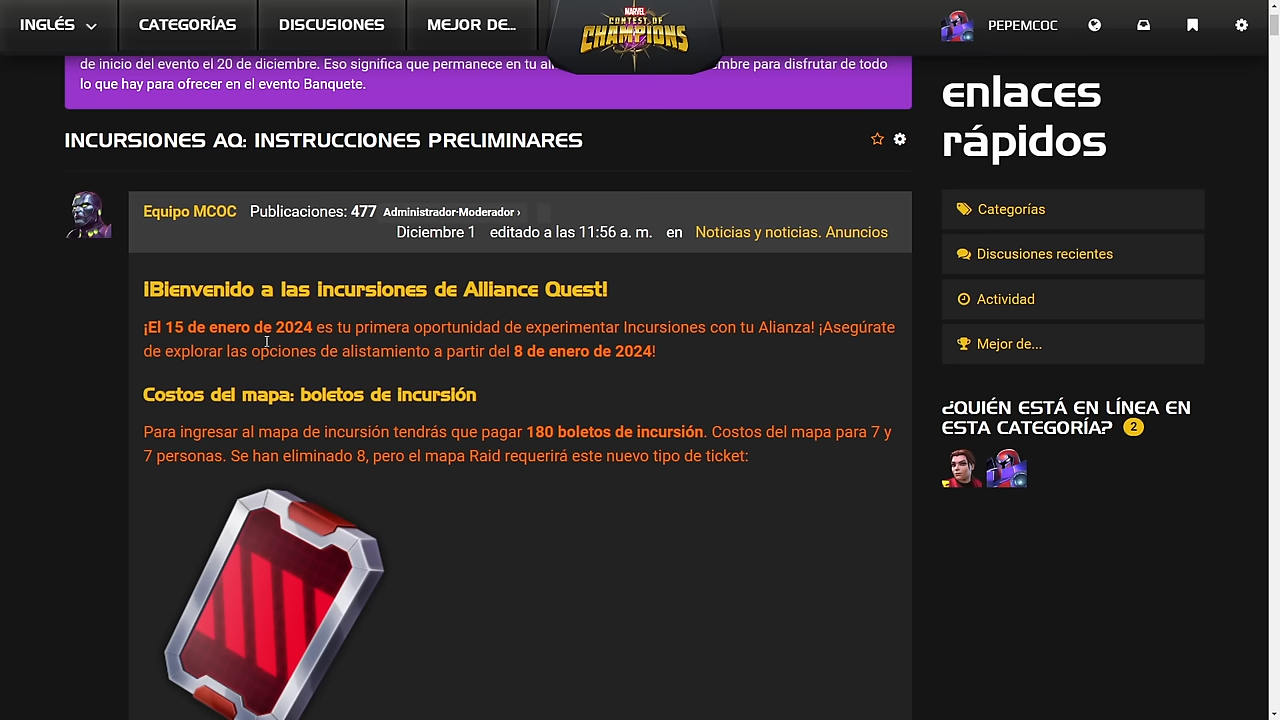 INGLÉS
CATEGORÍAS
DISCUSIONES
MEJOR DE...
MARVEL
CONTEST OF
CHAMPIONS
PEPEMCOC
de inicio del evento el 20 de diciembre. Eso significa que permanece en tu
para disfrutar de todo
lo que hay para ofrecer en el evento Banquete.
INCURSIONES AQ: INSTRUCCIONES PRELIMINARES
Equipo MCOC Publicaciones: 477 Administrador-Moderador ›
Diciembre 1 editado a las 11:56 a. m. en Noticias y noticias. Anuncios
¡Bienvenido a las incursiones de Alliance Quest!
¡El 15 de enero de 2024 es tu primera oportunidad de experimentar Incursiones con tu Alianza! ¡Asegúrate
de explorar las opciones de alistamiento a partir del 8 de enero de 2024!
Costos del mapa: boletos de incursión
Para ingresar al mapa de incursión tendrás que pagar 180 boletos de incursión. Costos del mapa para 7 y
7 personas. Se han eliminado 8, pero el mapa Raid requerirá este nuevo tipo de ticket:
enlaces
rápidos
Categorías
Discusiones recientes
Actividad
Mejor de...
¿QUIÉN ESTÁ EN LÍNEA EN
ESTA CATEGORÍA? 2